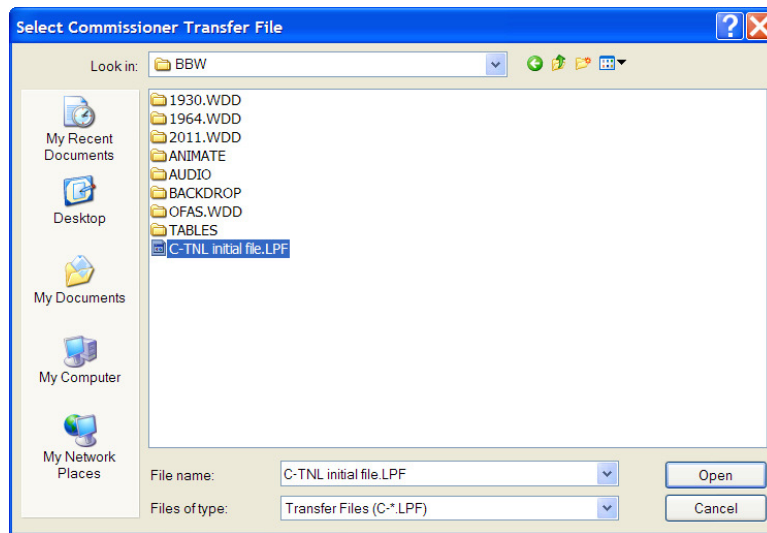 Select Commissioner Transfer File
Look in: BBW
My Recent
Documents
Desktop
My Documents
My Computer
My Network
Places
1930.WDD
1964.WDD
2011.WDD
ANIMATE
AUDIO
BACKDROP
OFAS.WDD
TABLES
C-TNL initial file.LPF
File name: C-TNL initial file.LPF Open
Files of type: Transfer Files (C-*.LPF) Cancel